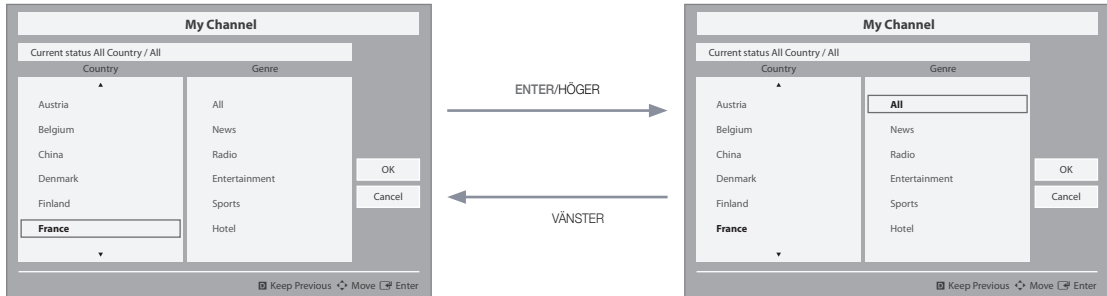 My Channel
Current status All Country / All
Country Genre
Austria All
Belgium News
China Radio
Denmark Entertainment
Finland Sports
France Hotel
OK
Cancel
D Keep Previous Move Enter
ENTER/HÖGER
VÄNSTER
My Channel
Current status All Country / All
Country Genre
Austria All
Belgium News
China Radio
Denmark Entertainment
Finland Sports
France Hotel
OK
Cancel
D Keep Previous Move Enter